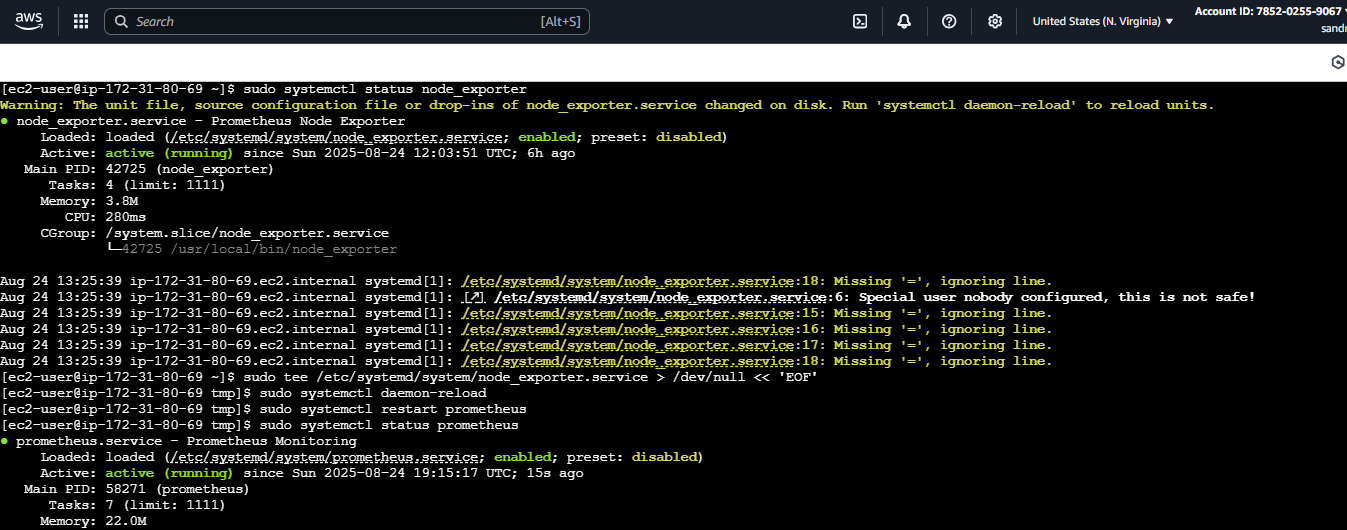 aws Search [Alt+S] United States (N. Virginia) ▼ Account ID: 7852-0255-9067
[ec2-user@ip-172-31-80-69 ~]$ sudo systemctl status node_exporter
Warning: The unit file, source configuration file or drop-ins of node_exporter.service changed on disk. Run 'systemctl daemon-reload' to reload units.
● node_exporter.service - Prometheus Node Exporter
Loaded: loaded (/etc/systemd/system/node_exporter.service; enabled; preset: disabled)
Active: active (running) since Sun 2025-08-24 12:03:51 UTC; 6h ago
Main PID: 42725 (node_exporter)
Tasks: 4 (limit: 1111)
Memory: 3.8M
CPU: 280ms
CGroup: /system.slice/node_exporter.service
└─42725 /usr/local/bin/node_exporter
Aug 24 13:25:39 ip-172-31-80-69.ec2.internal systemd[1]: /etc/systemd/system/node_exporter.service:18: Missing '=', ignoring line.
Aug 24 13:25:39 ip-172-31-80-69.ec2.internal systemd[1]: [↗] /etc/systemd/system/node_exporter.service:6: Special user nobody configured, this is not safe!
Aug 24 13:25:39 ip-172-31-80-69.ec2.internal systemd[1]: /etc/systemd/system/node_exporter.service:15: Missing '=', ignoring line.
Aug 24 13:25:39 ip-172-31-80-69.ec2.internal systemd[1]: /etc/systemd/system/node_exporter.service:16: Missing '=', ignoring line.
Aug 24 13:25:39 ip-172-31-80-69.ec2.internal systemd[1]: /etc/systemd/system/node_exporter.service:17: Missing '=', ignoring line.
Aug 24 13:25:39 ip-172-31-80-69.ec2.internal systemd[1]: /etc/systemd/system/node_exporter.service:18: Missing '=', ignoring line.
[ec2-user@ip-172-31-80-69 ~]$ sudo tee /etc/systemd/system/node_exporter.service > /dev/null << 'EOF'
[ec2-user@ip-172-31-80-69 tmp]$ sudo systemctl daemon-reload
[ec2-user@ip-172-31-80-69 tmp]$ sudo systemctl restart prometheus
[ec2-user@ip-172-31-80-69 tmp]$ sudo systemctl status prometheus
● prometheus.service - Prometheus Monitoring
Loaded: loaded (/etc/systemd/system/prometheus.service; enabled; preset: disabled)
Active: active (running) since Sun 2025-08-24 19:15:17 UTC; 15s ago
Main PID: 58271 (prometheus)
Tasks: 7 (limit: 1111)
Memory: 22.0M